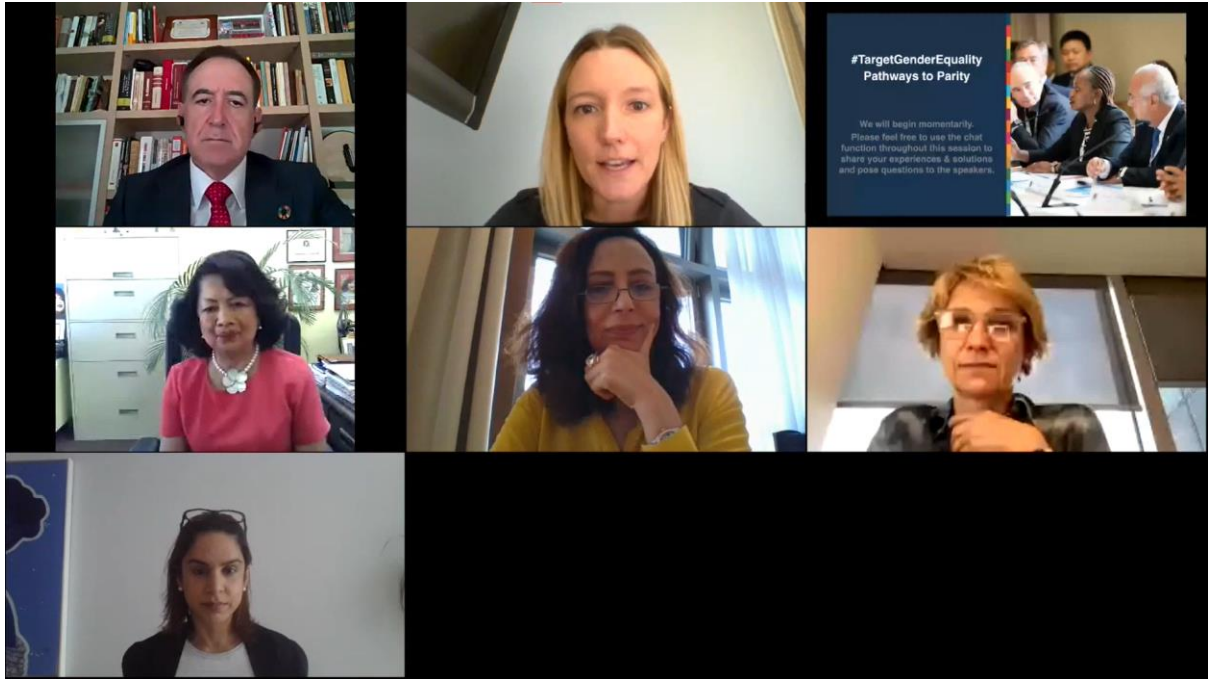 #TargetGenderEquality
Pathways to Parity
We will begin momentarily.
Please feel free to use the chat
function throughout this session to
share your experiences & solutions
and pose questions to the speakers.